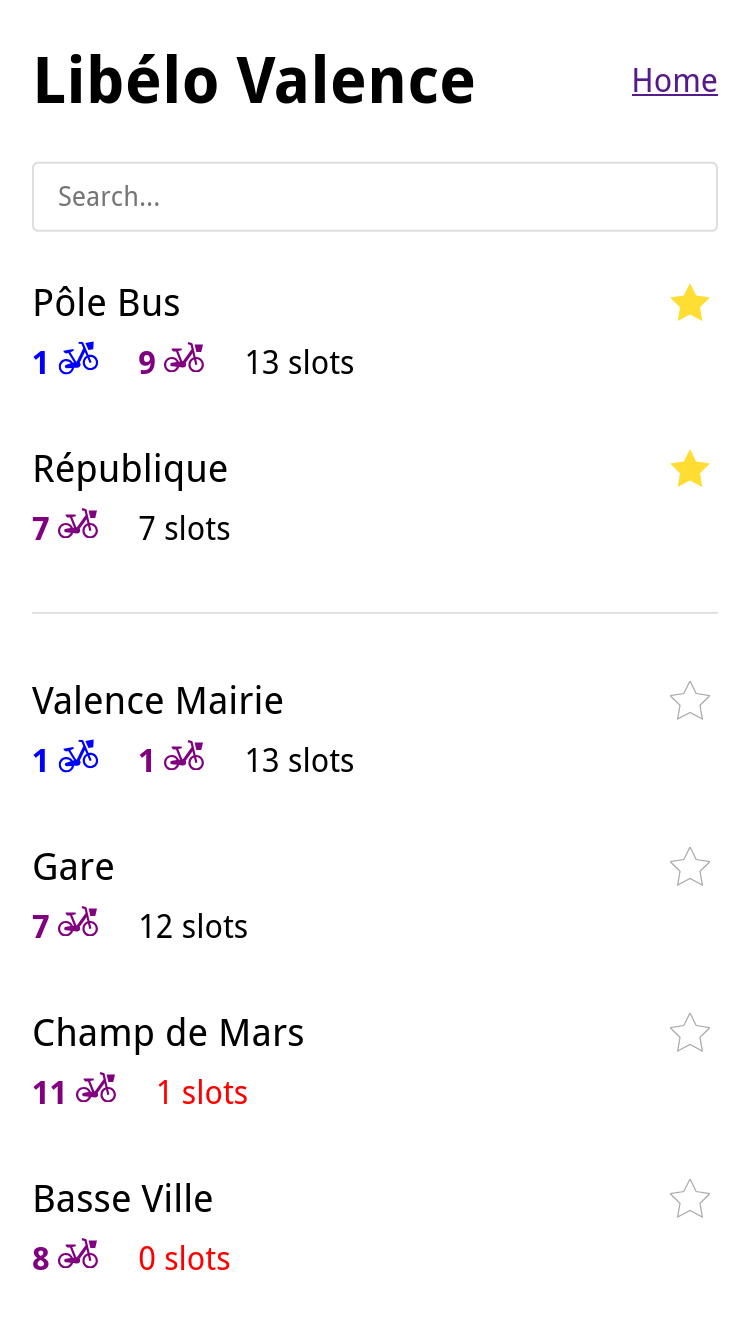 Libélo Valence Home
Search...
Pôle Bus
1 9 13 slots
République
7 7 slots
Valence Mairie
1 1 13 slots
Gare
7 12 slots
Champ de Mars
11 1 slots
Basse Ville
8 0 slots